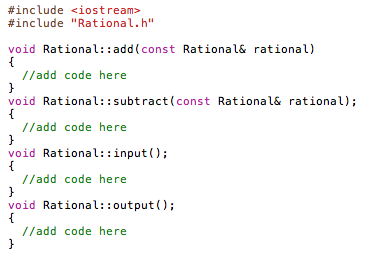 #include <iostream>
#include "Rational.h"
void Rational::add(const Rational& rational)
{
//add code here
}
void Rational::subtract(const Rational& rational);
{
//add code here
}
void Rational::input();
{
//add code here
}
void Rational::output();
{
//add code here
}